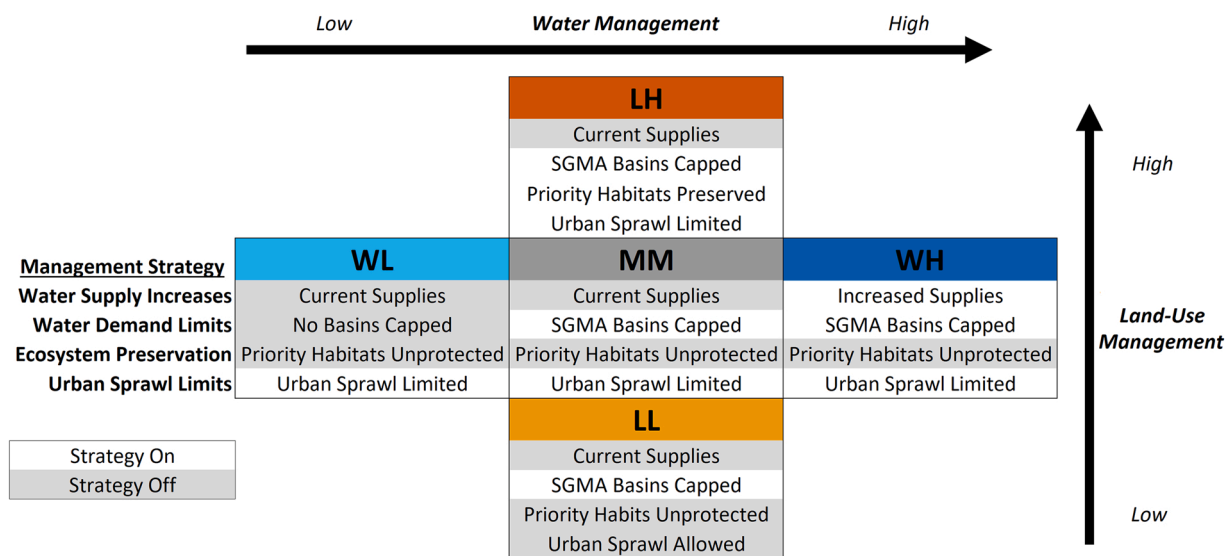 Low Water Management High
LH
Current Supplies
SGMA Basins Capped
High
Priority Habitats Preserved
Urban Sprawl Limited
Management Strategy WL MM WH
Water Supply Increases Current Supplies Current Supplies Increased Supplies
Water Demand Limits No Basins Capped SGMA Basins Capped SGMA Basins Capped
Land-Use
Management
Ecosystem Preservation Priority Habitats Unprotected Priority Habitats Unprotected Priority Habitats Unprotected
Urban Sprawl Limits Urban Sprawl Limited Urban Sprawl Limited Urban Sprawl Limited
LL
Strategy On Current Supplies
Strategy Off SGMA Basins Capped
Priority Habits Unprotected Low
Urban Sprawl Allowed